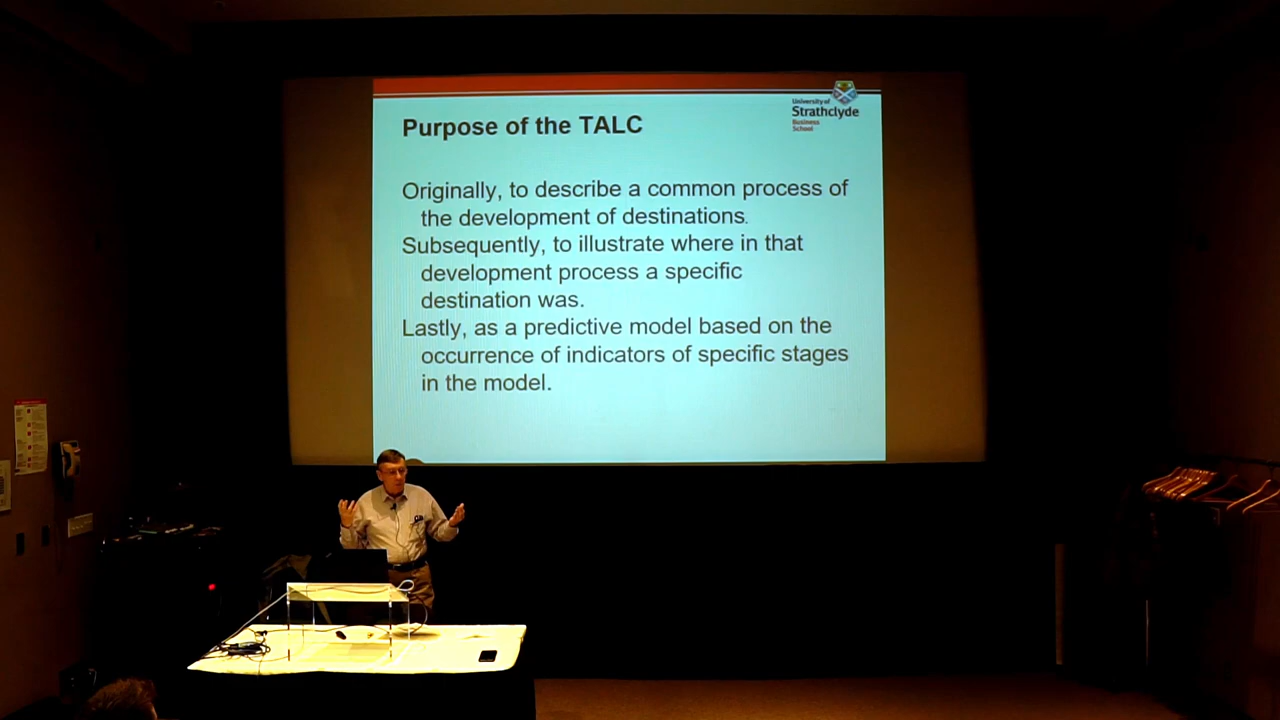 University of
Strathclyde
Business
School
Purpose of the TALC
Originally, to describe a common process of
the development of destinations.
Subsequently, to illustrate where in that
development process a specific
destination was.
Lastly, as a predictive model based on the
occurrence of indicators of specific stages
in the model.